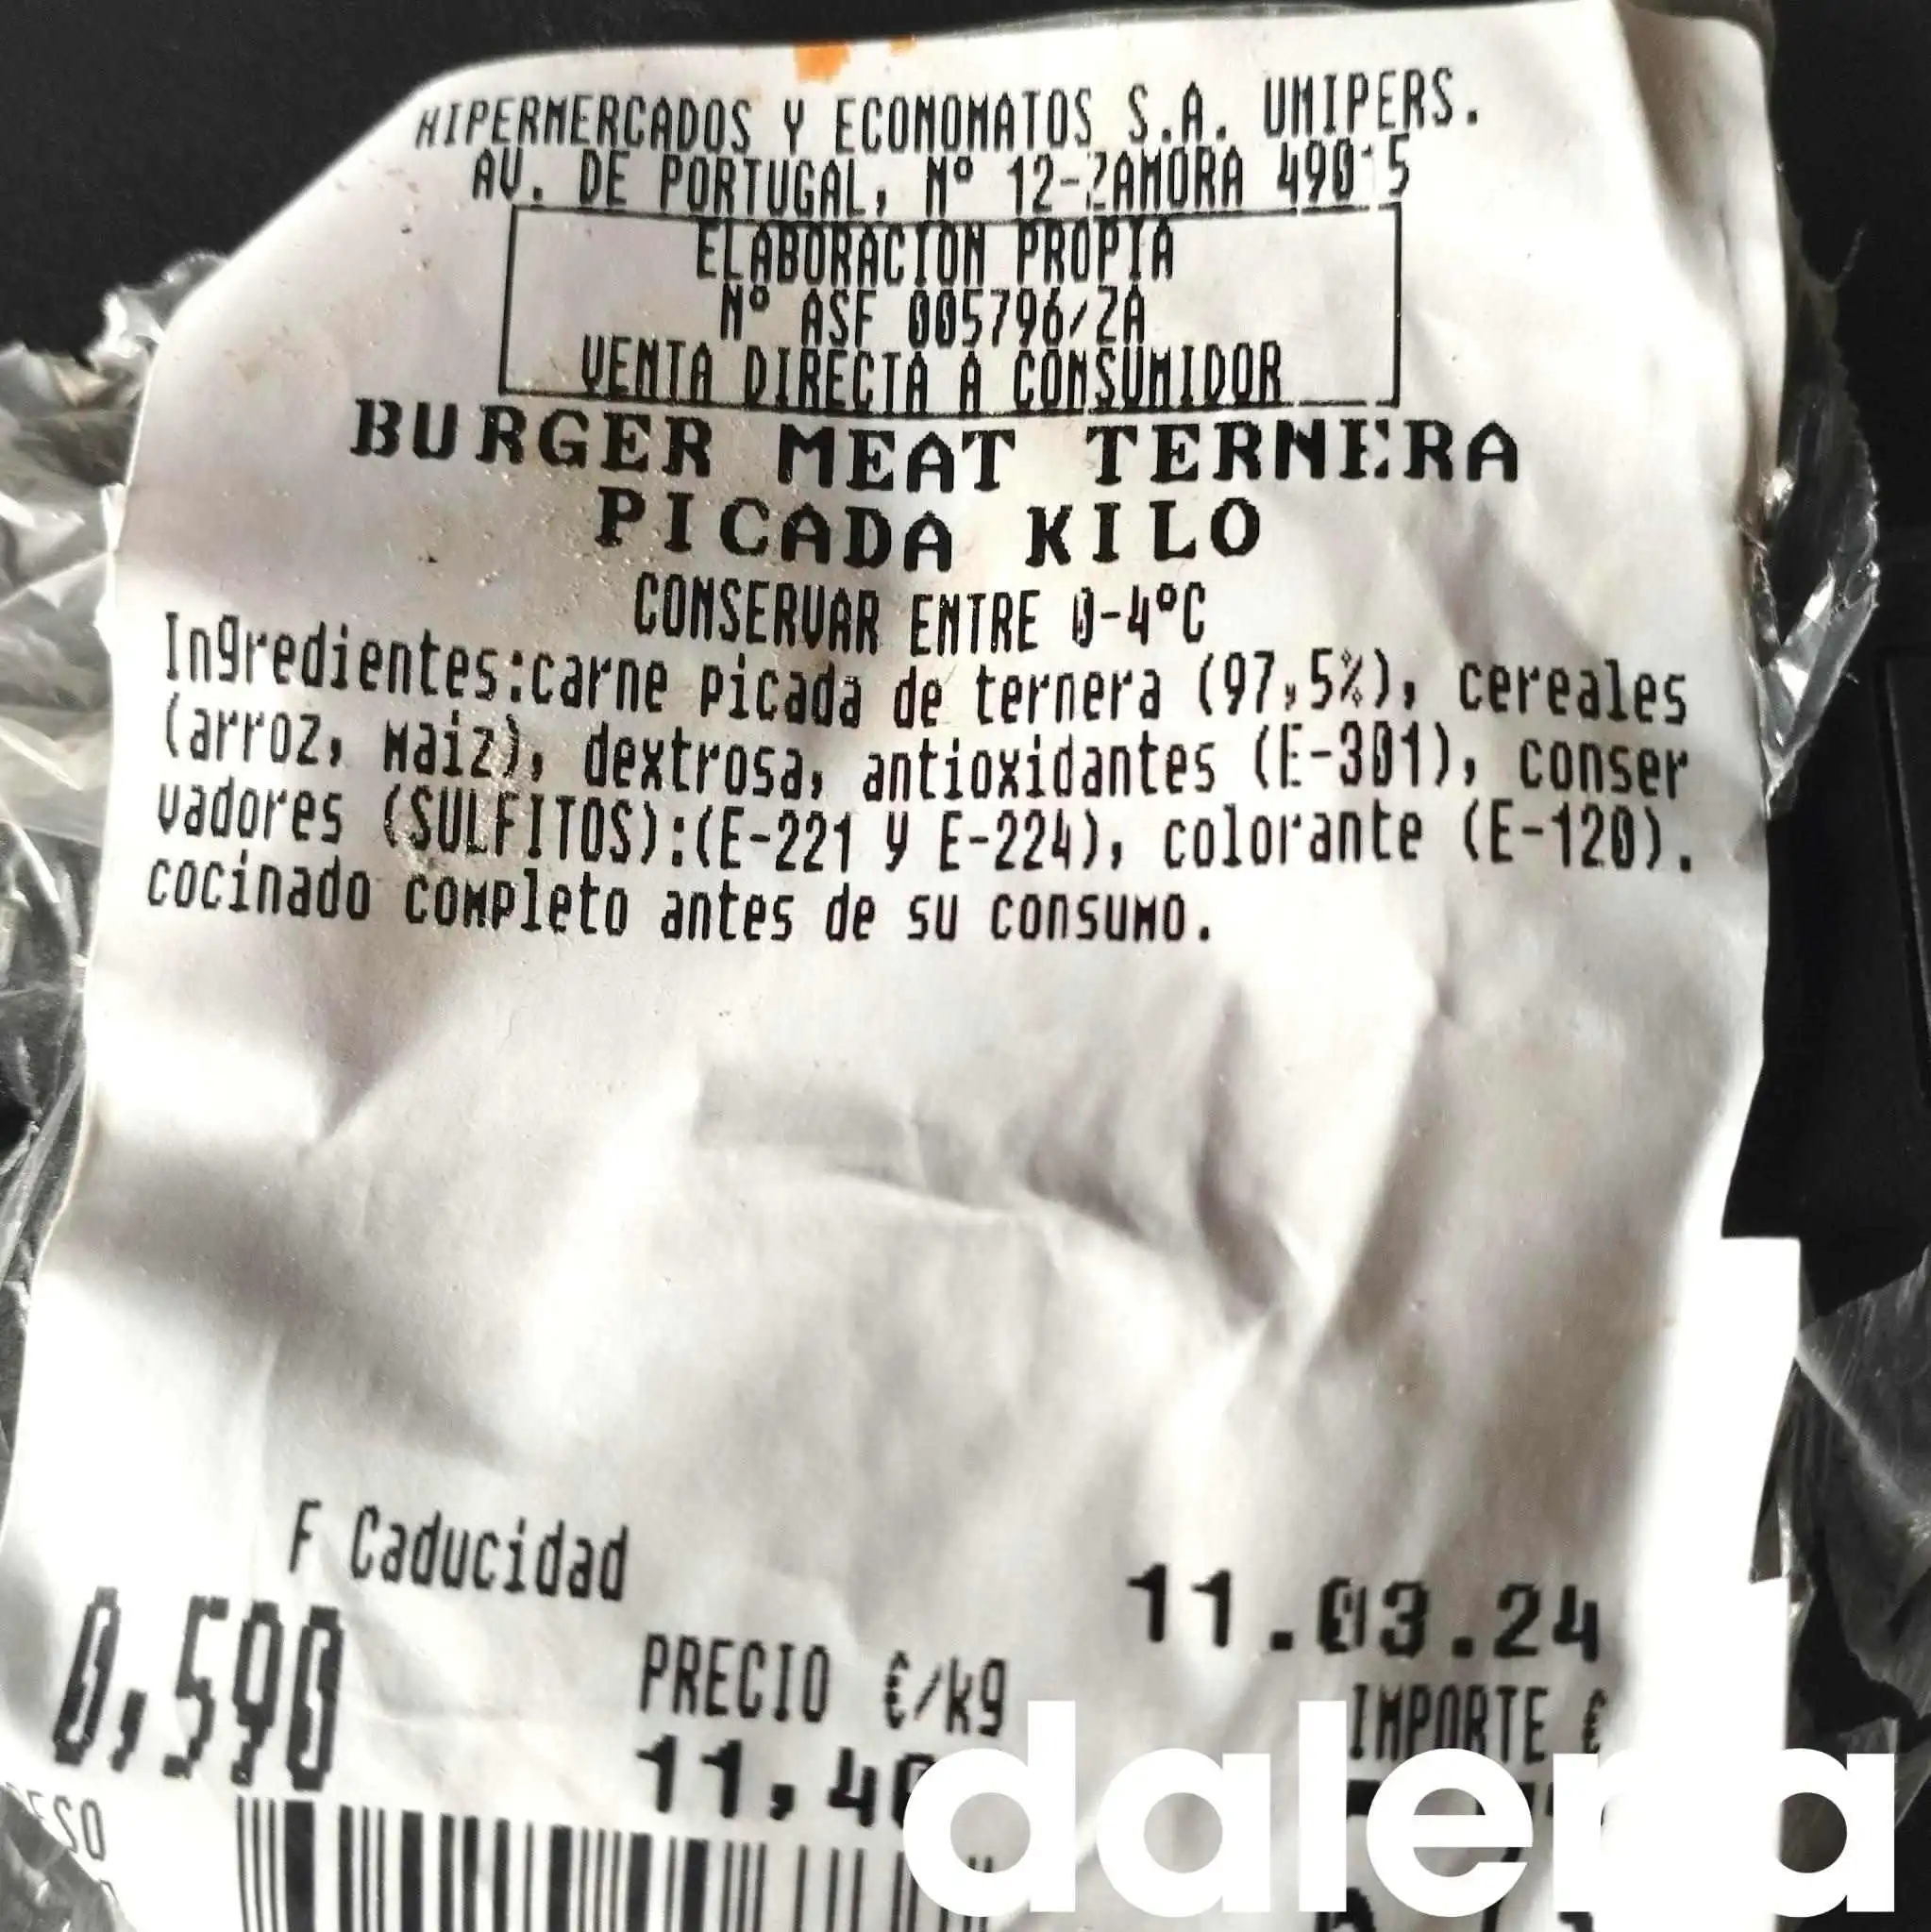 HIPERMERCADOS Y ECONOMATOS S.A. UNIPERS.
AV. DE PORTUGAL, Nº 12-ZAMORA 49015
ELABORACION PROPIA
Nº ASF 005796/ZA
VENTA DIRECTA A CONSUMIDOR
BURGER MEAT TERNERA
PICADA KILO
CONSERVAR ENTRE 0-4ºC
Ingredientes:carne picada de ternera (97,5%), cereales
(arroz, maiz), dextrosa, antioxidantes (E-301), conser
vadores (SULFITOS):(E-221 y E-224), colorante (E-120).
cocinado completo antes de su consumo.
F Caducidad
11.03.24
0,590
PRECIO €/kg
IMPORTE €
dalera